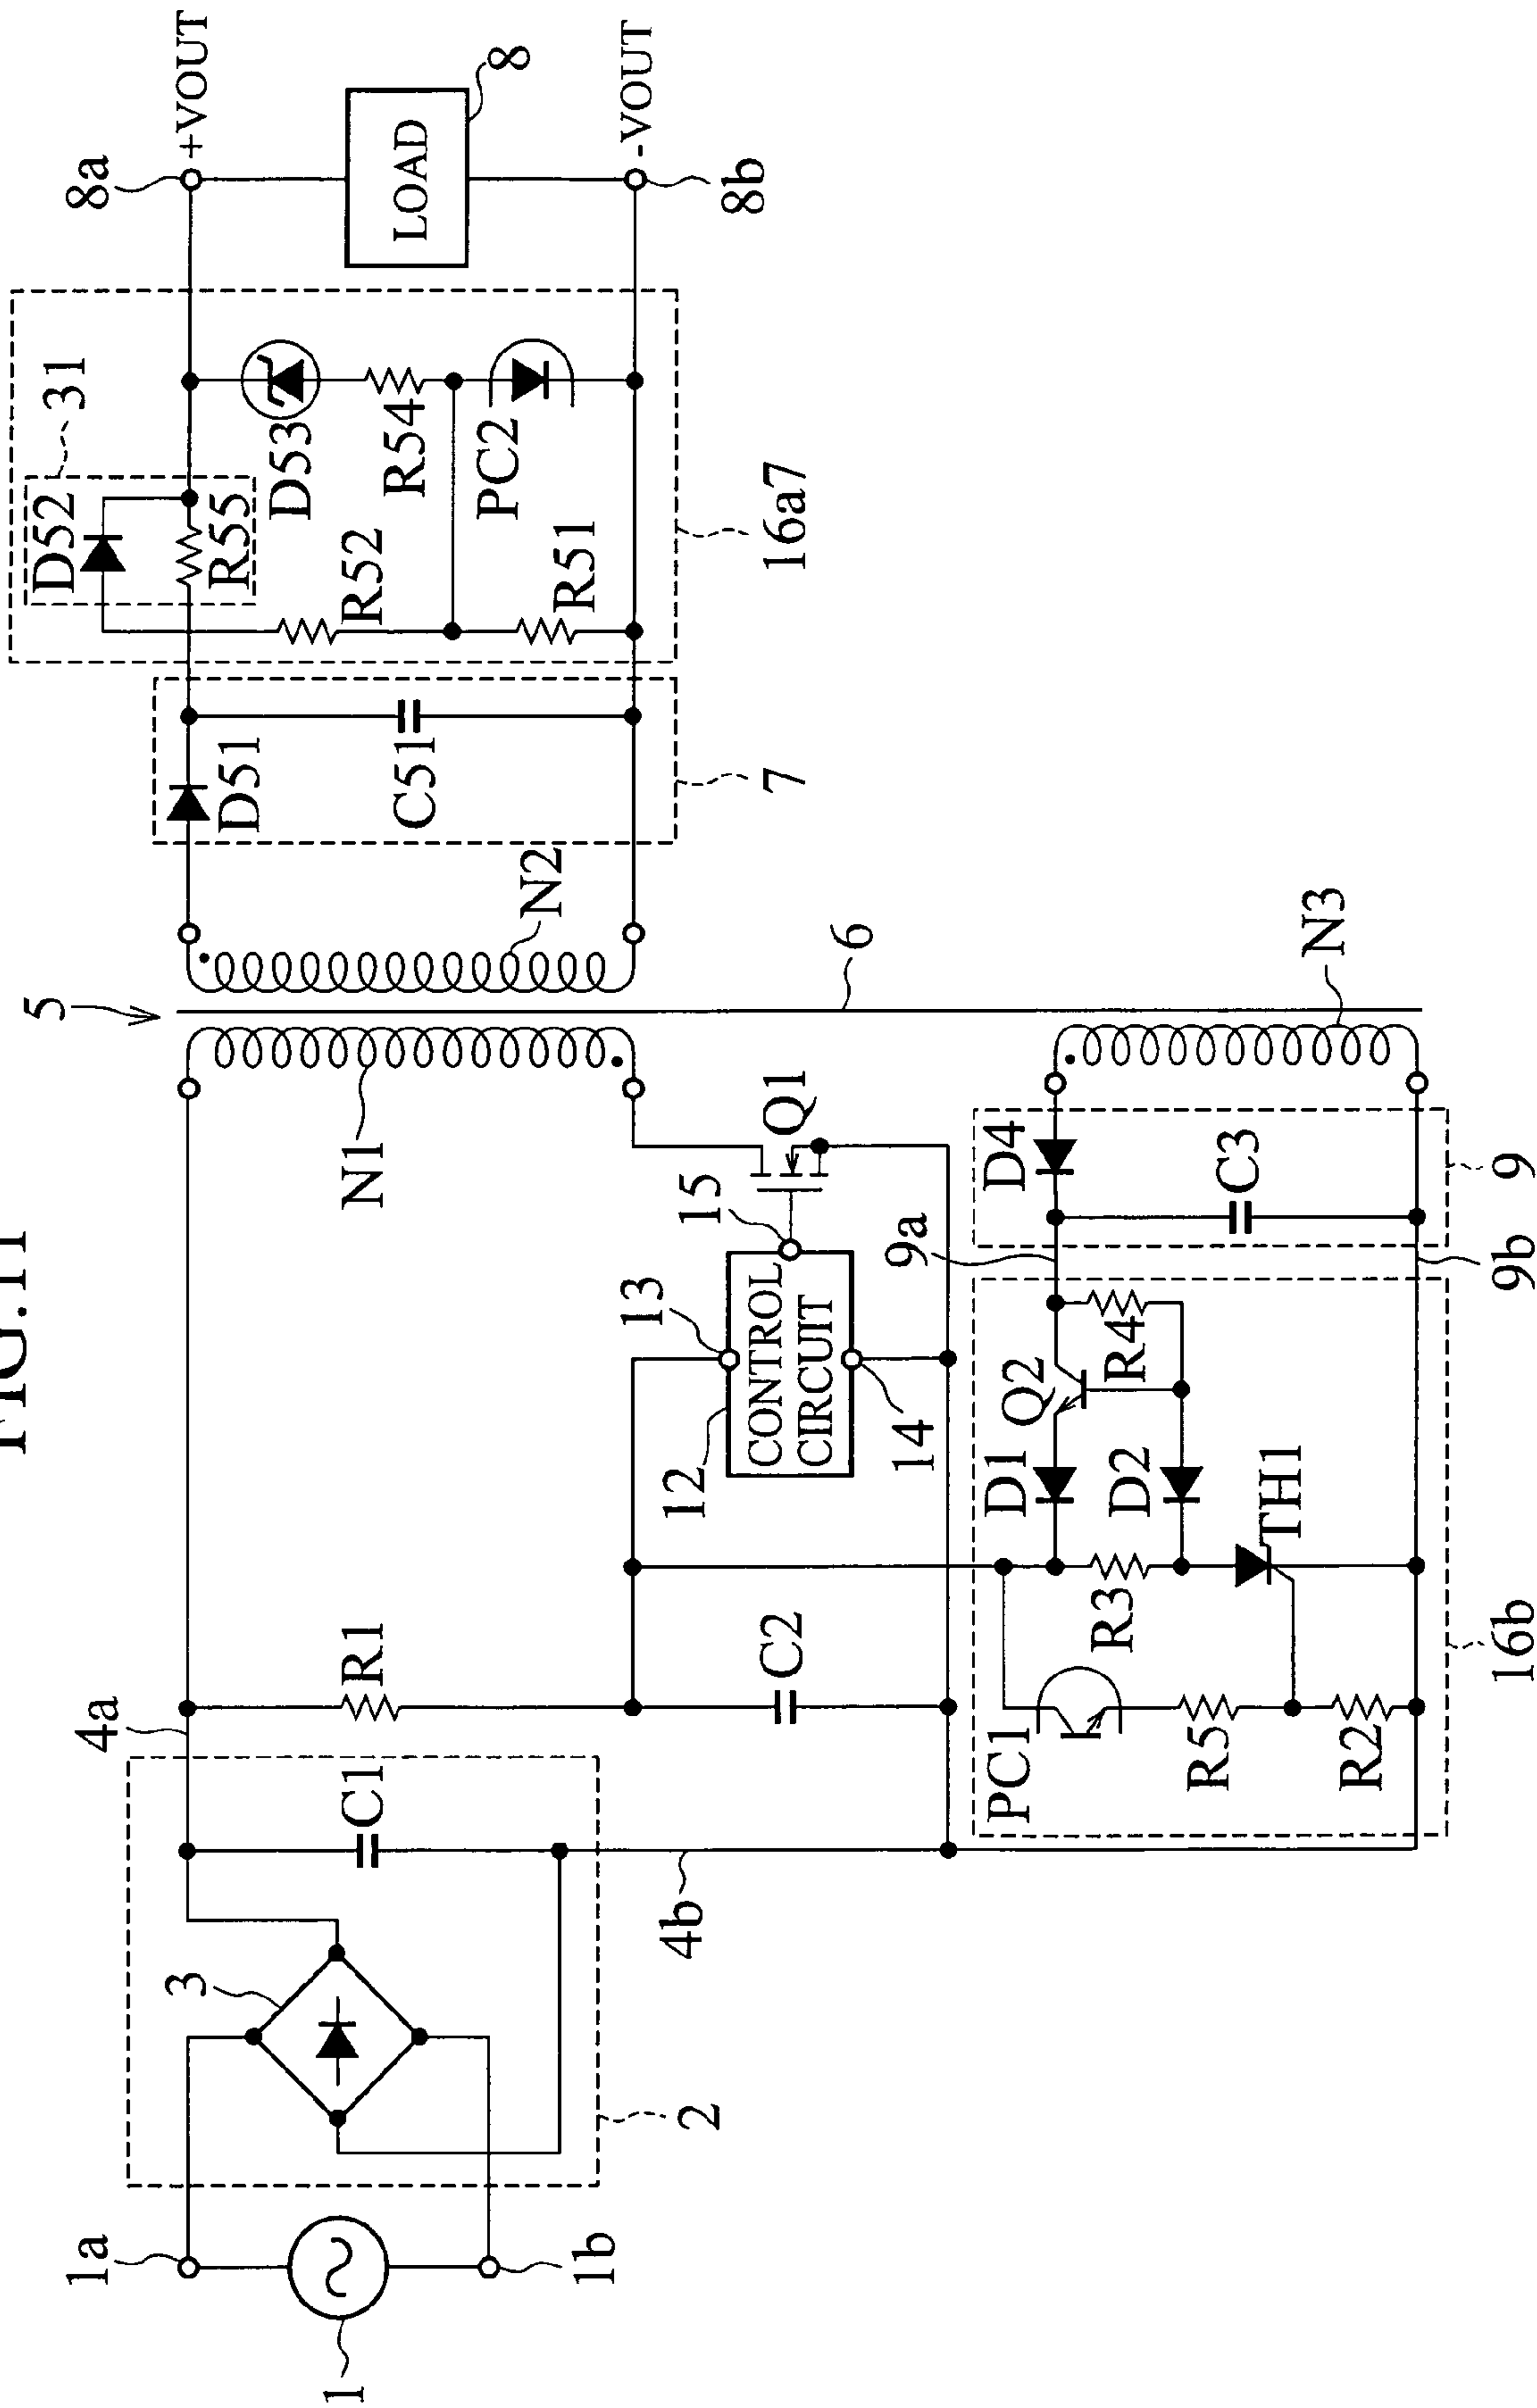 FIG.11
1
1a
1b
2
3
4a
4b
C1
R1
C2
5
N1
N2
6
N3
Q1
12
13
14
15
CONTROL
CIRCUIT
D51
C51
7
31
D52
R55
R52
R51
D53
R54
PC2
16a7
8a
+VOUT
LOAD
8
8b
-VOUT
PC1
R5
R2
R3
D1
D2
TH1
Q2
R4
16b
9a
9b
D4
C3
9